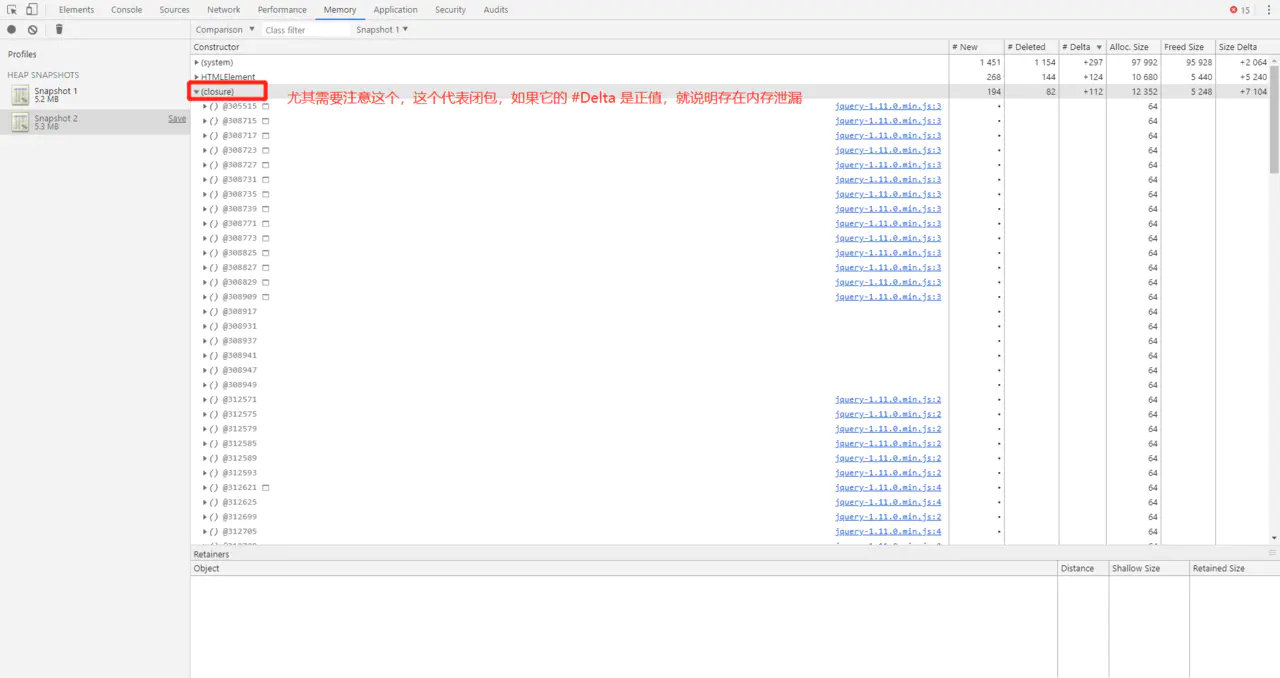 Elements Console Sources Network Performance Memory Application Security Audits 15
Comparison Class filter Snapshot 1
Profiles
HEAP SNAPSHOTS
Snapshot 1
5.2 MB
Snapshot 2 Save
5.3 MB
Constructor # New # Deleted # Delta Alloc. Size Freed Size Size Delta
(system) 1 451 1 154 +297 97 992 95 928 +2 064
HTMLElement 268 144 +124 10 680 5 440 +5 240
(closure) 194 82 +112 12 352 5 248 +7 104
尤其需要注意这个，这个代表闭包，如果它的 #Delta 是正值，就说明存在内存泄漏
() @305515 jquery-1.11.0.min.js:3 • 64
() @308715 jquery-1.11.0.min.js:3 • 64
() @308717 jquery-1.11.0.min.js:3 • 64
() @308723 jquery-1.11.0.min.js:3 • 64
() @308727 jquery-1.11.0.min.js:3 • 64
() @308731 jquery-1.11.0.min.js:3 • 64
() @308735 jquery-1.11.0.min.js:3 • 64
() @308739 jquery-1.11.0.min.js:3 • 64
() @308771 jquery-1.11.0.min.js:3 • 64
() @308773 jquery-1.11.0.min.js:3 • 64
() @308825 jquery-1.11.0.min.js:3 • 64
() @308827 jquery-1.11.0.min.js:3 • 64
() @308829 jquery-1.11.0.min.js:3 • 64
() @308909 jquery-1.11.0.min.js:3 • 64
() @308917 • 64
() @308931 • 64
() @308937 • 64
() @308941 • 64
() @308947 • 64
() @308949 • 64
() @312571 jquery-1.11.0.min.js:2 • 64
() @312575 jquery-1.11.0.min.js:2 • 64
() @312579 jquery-1.11.0.min.js:2 • 64
() @312585 jquery-1.11.0.min.js:2 • 64
() @312589 jquery-1.11.0.min.js:2 • 64
() @312593 jquery-1.11.0.min.js:2 • 64
() @312621 jquery-1.11.0.min.js:4 • 64
() @312625 jquery-1.11.0.min.js:4 • 64
() @312699 jquery-1.11.0.min.js:2 • 64
() @312705 jquery-1.11.0.min.js:4 • 64
Retainers
Object Distance Shallow Size Retained Size